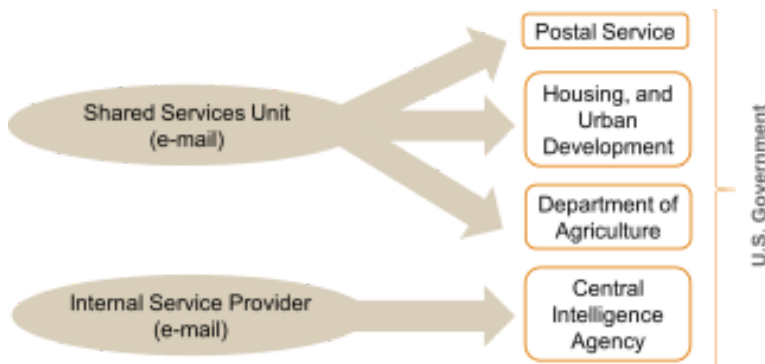 Postal Service
Shared Services Unit
(e-mail)
Housing, and
Urban
Development
Department of
Agriculture
Internal Service Provider
(e-mail)
Central
Intelligence
Agency
U.S. Government